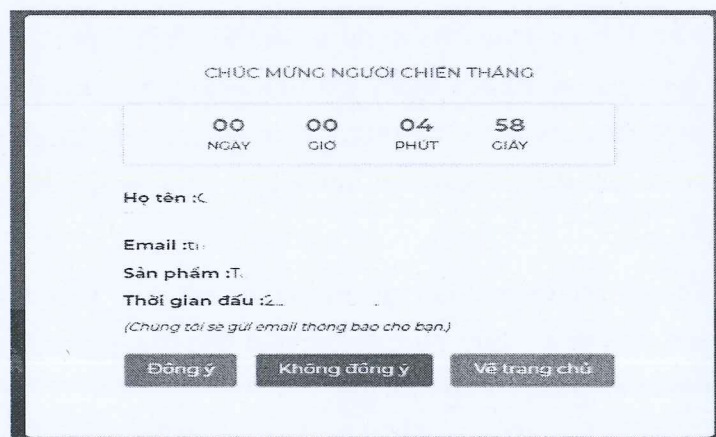 CHÚC MỪNG NGƯỜI CHIẾN THẮNG
00 00 04 58
NGÀY GIỜ PHÚT GIÂY
Họ tên :
Email :
Sản phẩm :T
Thời gian đấu :2
(Chúng tôi sẽ gửi email thông báo cho bạn.)
Đồng ý Không đồng ý Về trang chủ